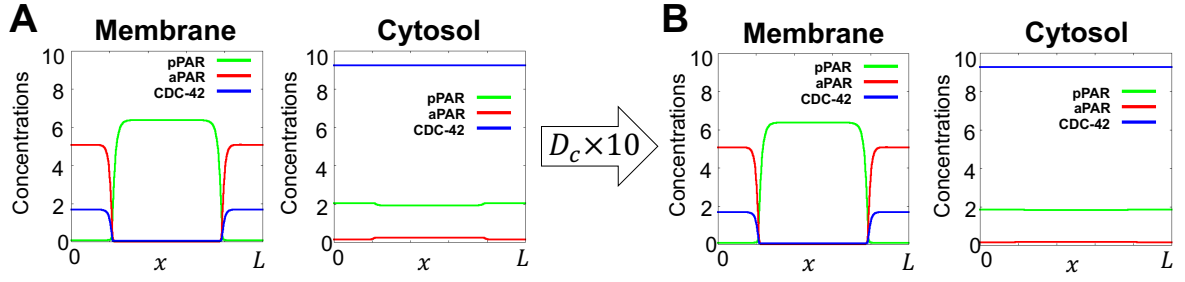 A
Membrane
Concentrations
10
8
6
4
2
0
pPAR
aPAR
CDC-42
0
x
L
Cytosol
Concentrations
10
8
6
4
2
0
pPAR
aPAR
CDC-42
0
x
L
D_c×10
B
Membrane
Concentrations
10
8
6
4
2
0
pPAR
aPAR
CDC-42
0
x
L
Cytosol
Concentrations
10
8
6
4
2
0
pPAR
aPAR
CDC-42
0
x
L